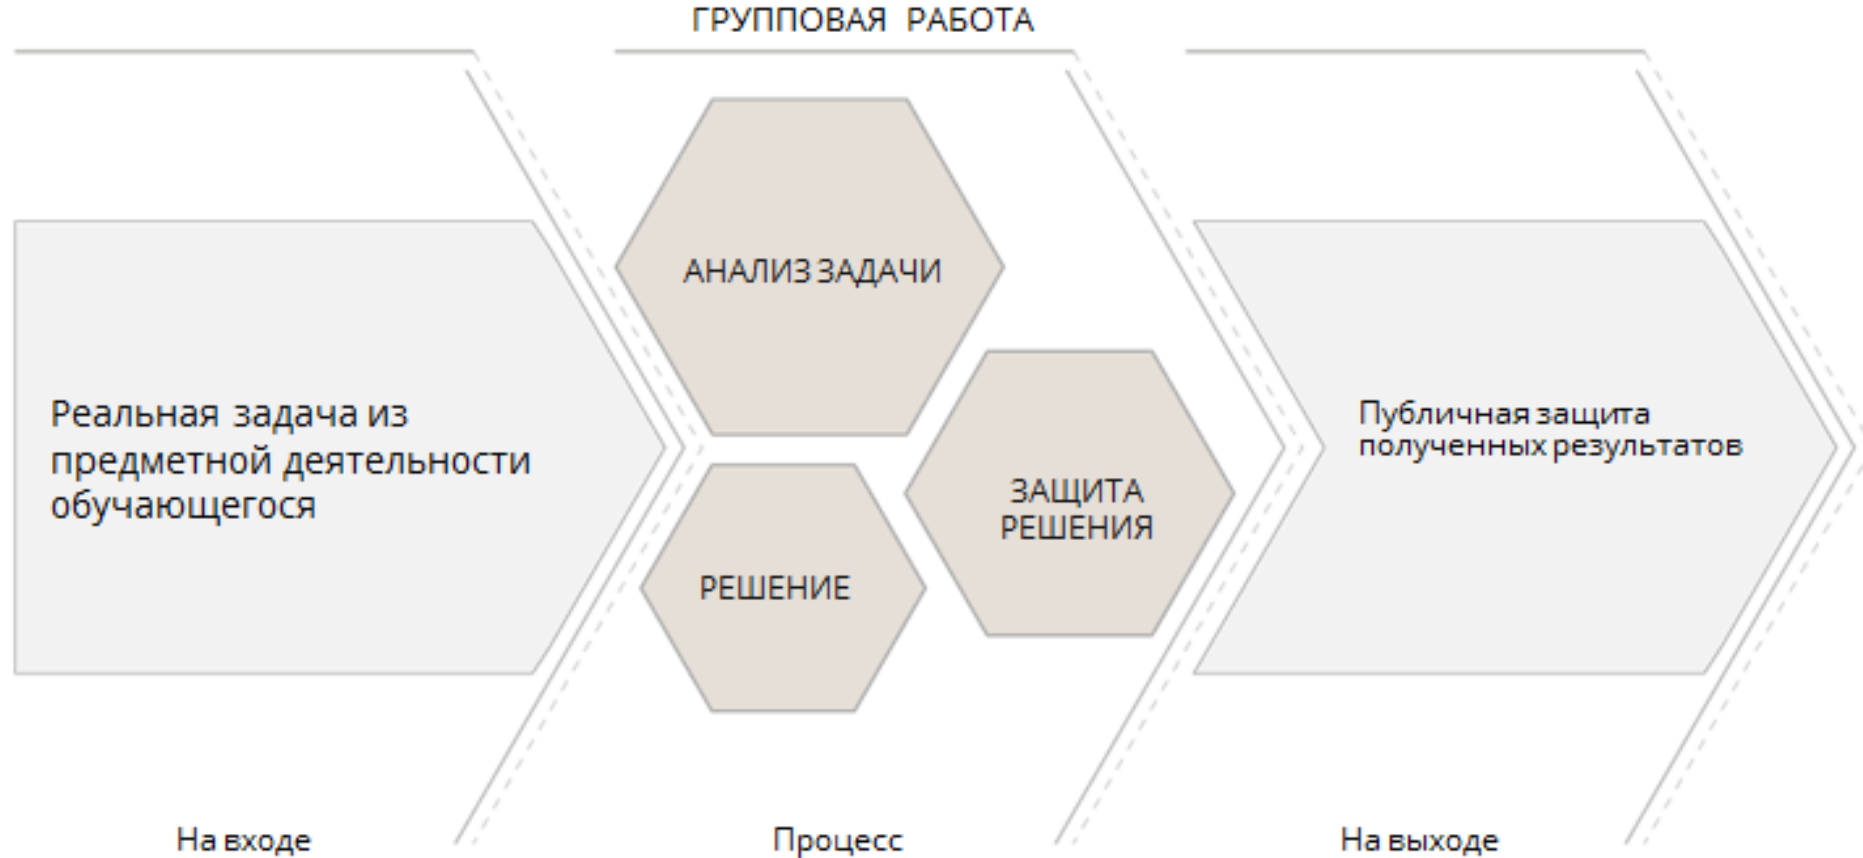 ГРУППОВАЯ РАБОТА
Реальная задача из
предметной деятельности
обучающегося
АНАЛИЗ ЗАДАЧИ
РЕШЕНИЕ
ЗАЩИТА
РЕШЕНИЯ
Публичная защита
полученных результатов
На входе
Процесс
На выходе